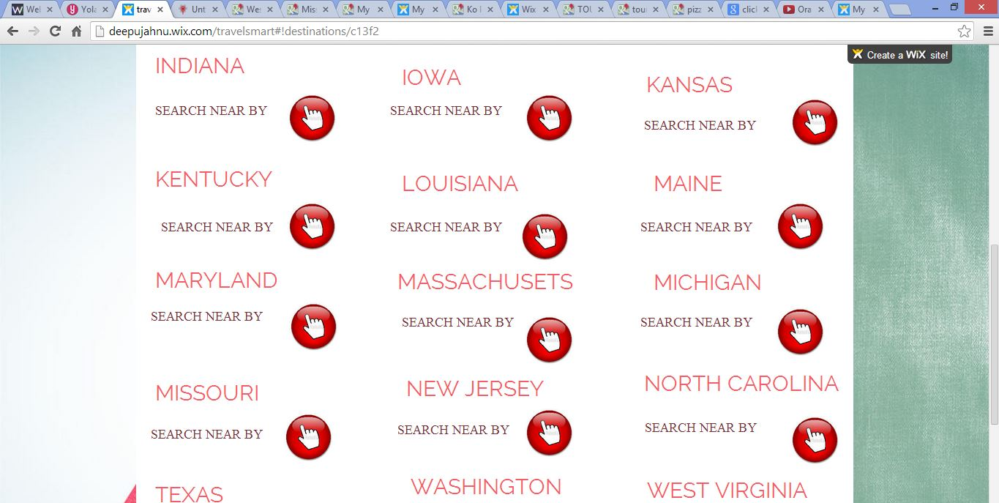 Wel
Yola
trav
Unt
Wes
Miss
My
My
Ko
Wix
TOU
tour
pizz
click
Ora
My
deepujahnu.wix.com/travelsmart#!destinations/c13f2
Create a WiX site!
INDIANA
IOWA
KANSAS
SEARCH NEAR BY
SEARCH NEAR BY
SEARCH NEAR BY
KENTUCKY
LOUISIANA
MAINE
SEARCH NEAR BY
SEARCH NEAR BY
SEARCH NEAR BY
MARYLAND
MASSACHUSETS
MICHIGAN
SEARCH NEAR BY
SEARCH NEAR BY
SEARCH NEAR BY
MISSOURI
NEW JERSEY
NORTH CAROLINA
SEARCH NEAR BY
SEARCH NEAR BY
SEARCH NEAR BY
TEXAS
WASHINGTON
WEST VIRGINIA